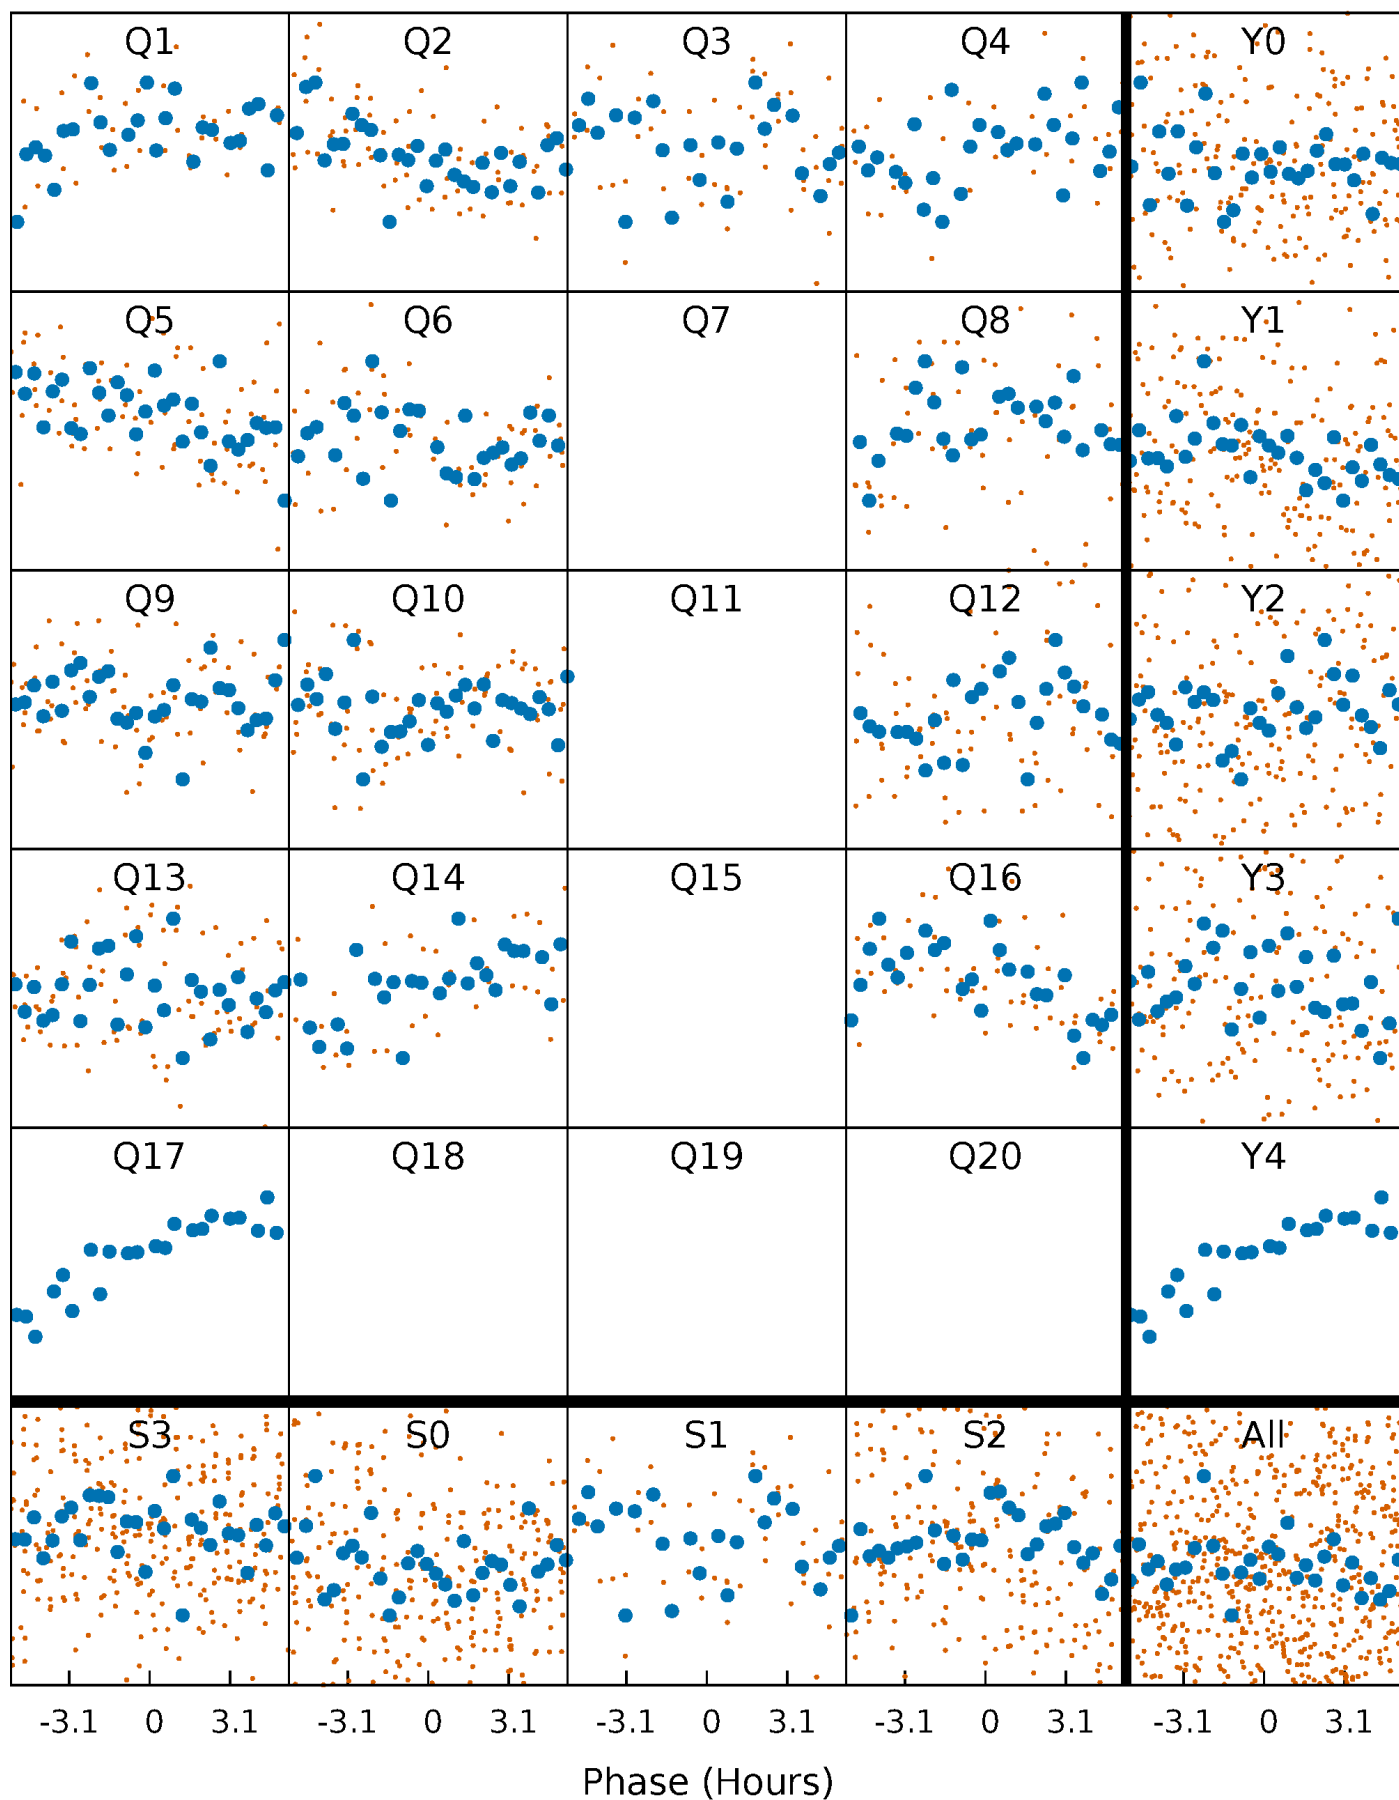 Q1 Q2 Q3 Q4 Y0
Q5 Q6 Q7 Q8 Y1
Q9 Q10 Q11 Q12 Y2
Q13 Q14 Q15 Q16 Y3
Q17 Q18 Q19 Q20 Y4
S3 S0 S1 S2 All
-3.1 0 3.1 -3.1 0 3.1 -3.1 0 3.1 -3.1 0 3.1 -3.1 0 3.1
Phase (Hours)